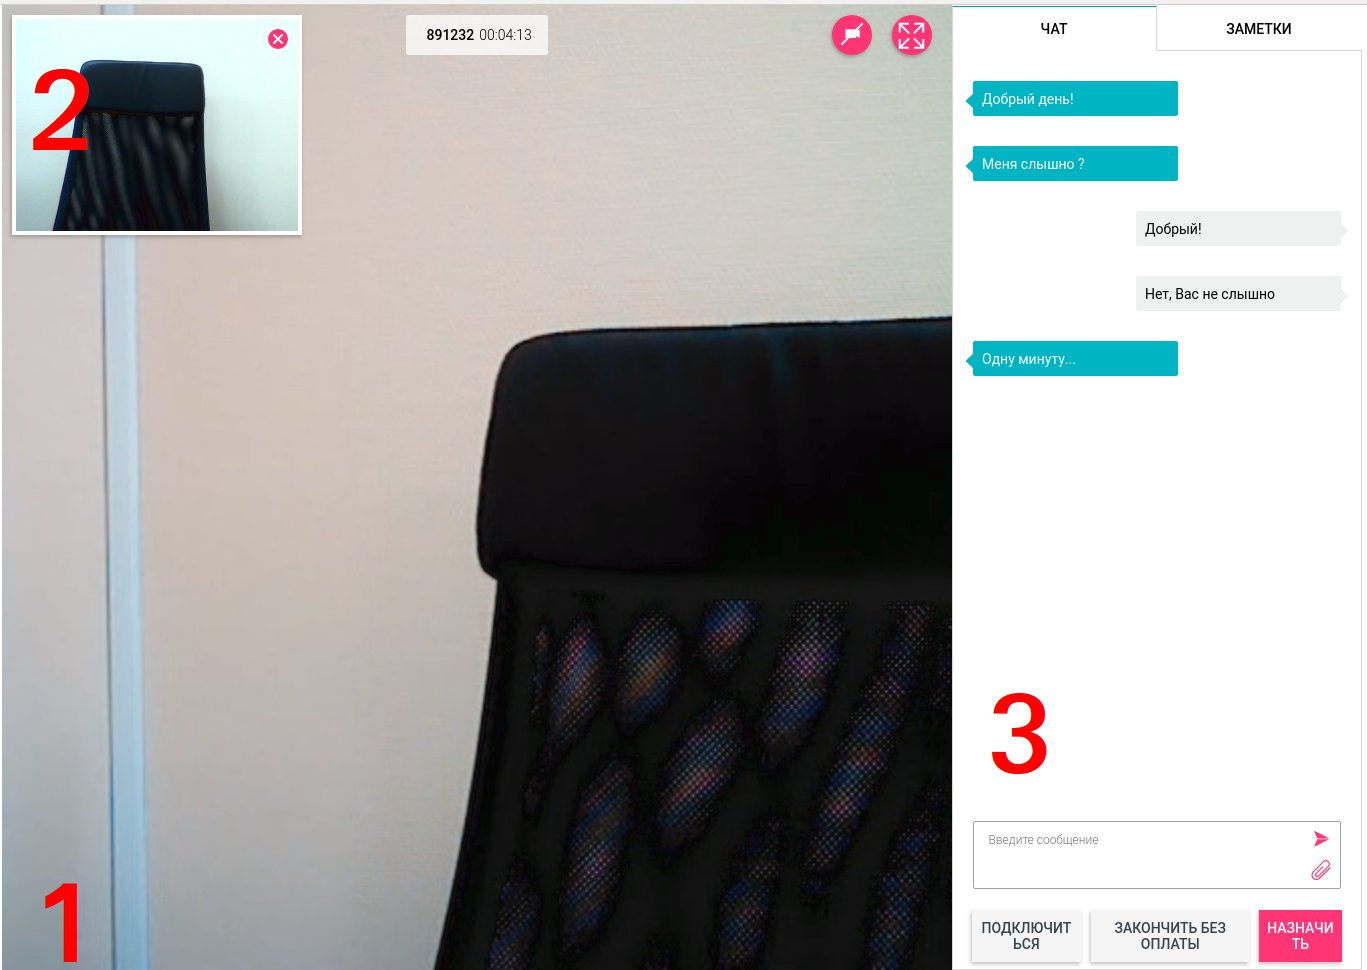 2
891232 00:04:13
1
ЧАТ
ЗАМЕТКИ
Добрый день!
Меня слышно ?
Добрый!
Нет, Вас не слышно
Одну минуту...
3
Введите сообщение
ПОДКЛЮЧИТ
ЬСЯ
ЗАКОНЧИТЬ БЕЗ
ОПЛАТЫ
НАЗНАЧИ
ТЬ